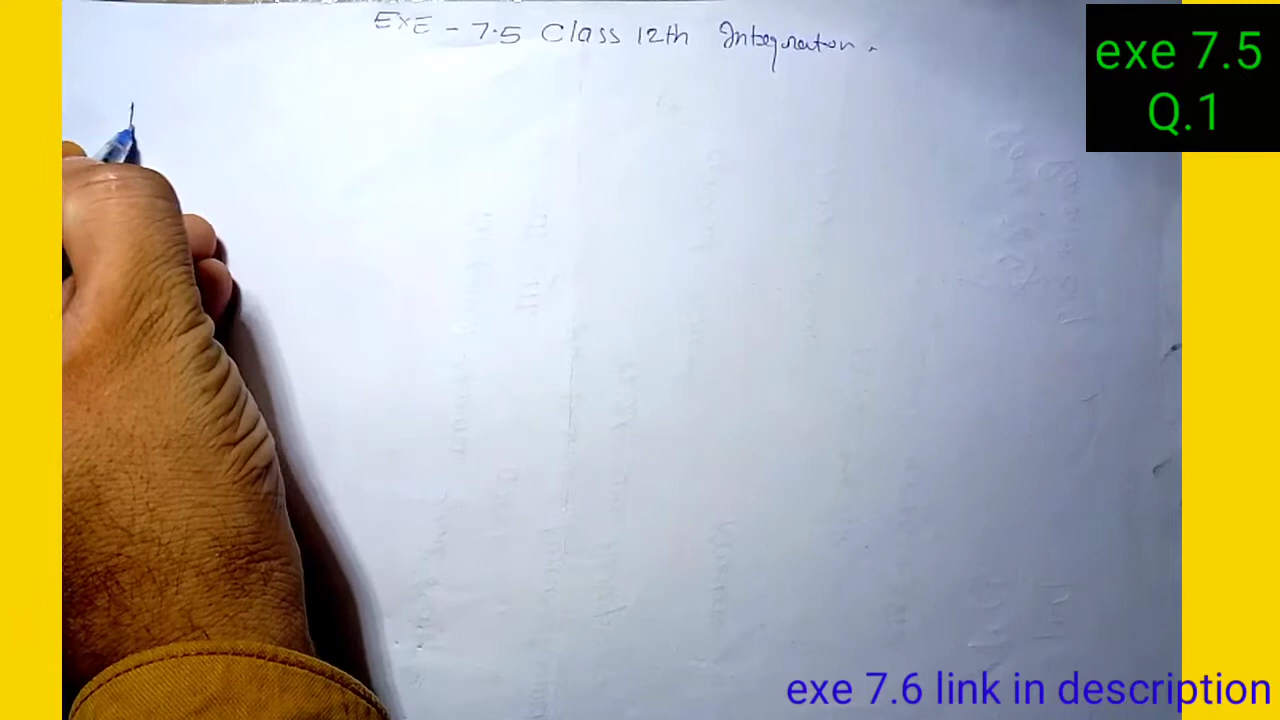 EXE - 7.5 Class 12th Integration.
exe 7.5
Q.1
exe 7.6 link in description